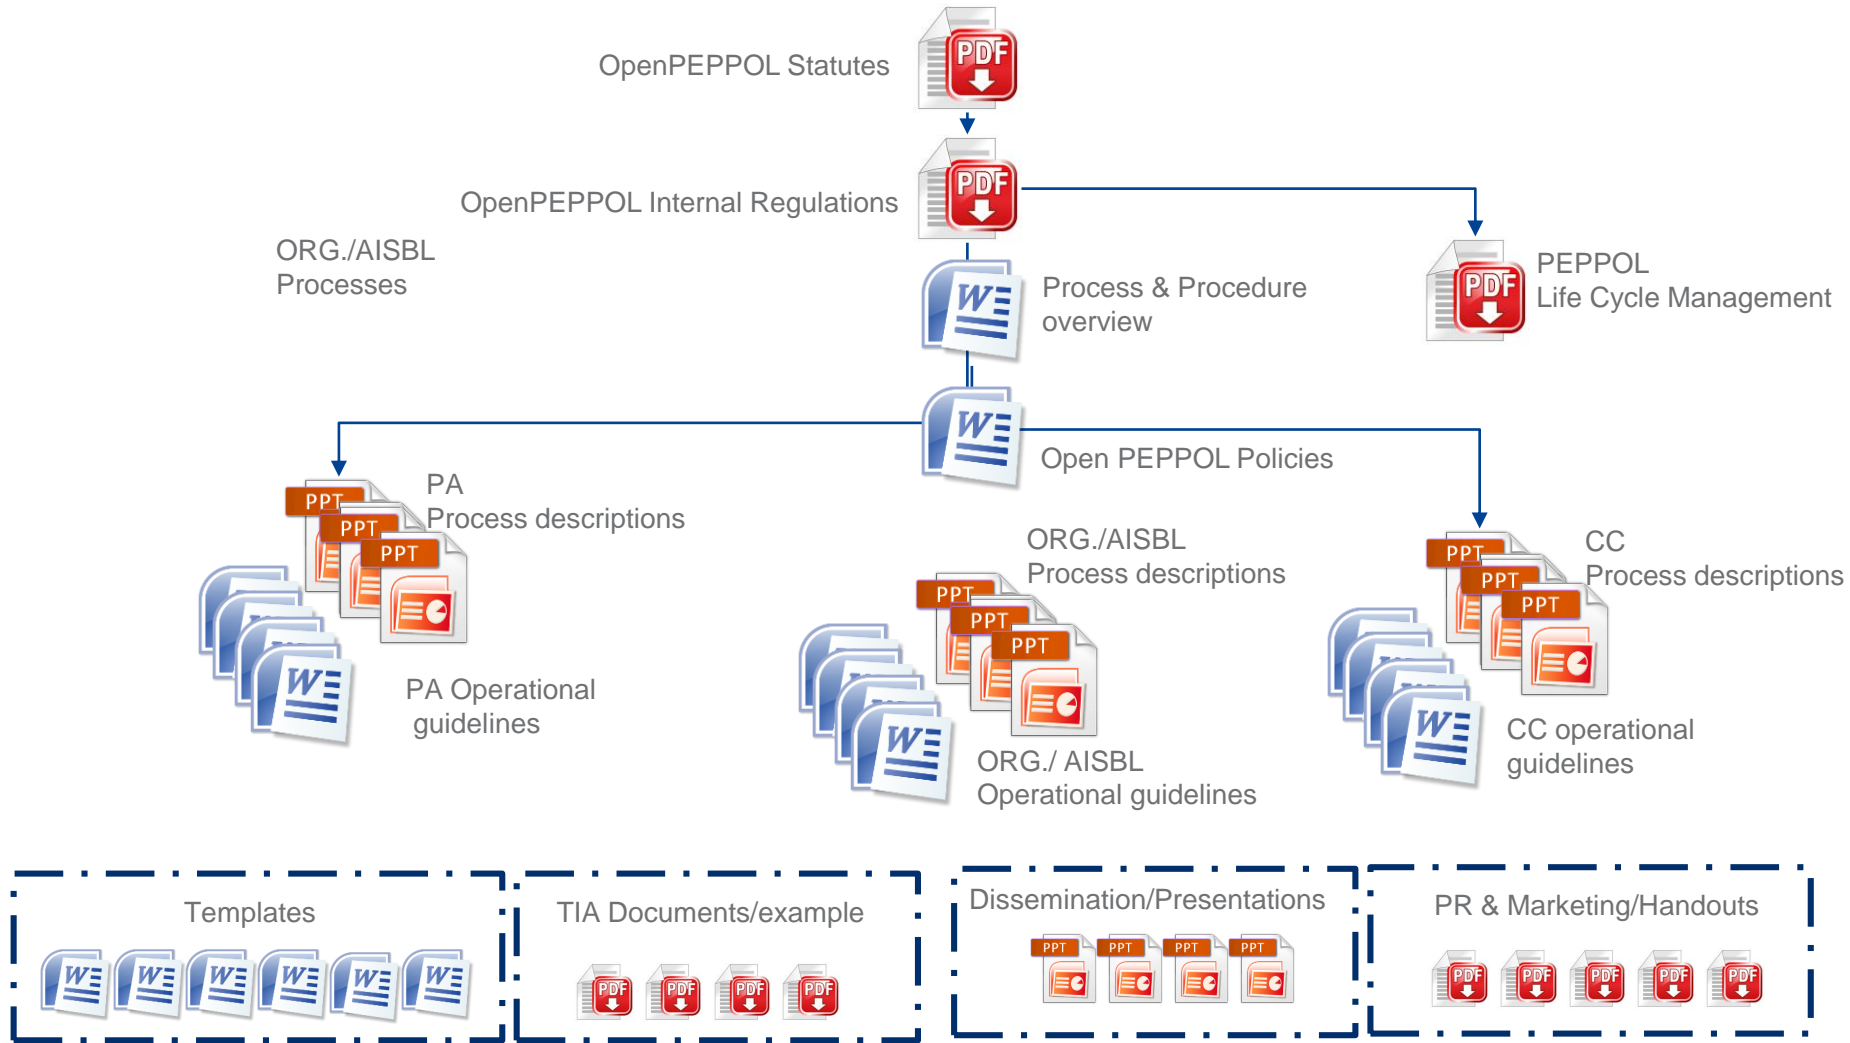 OpenPEPPOL Statutes
PDF
OpenPEPPOL Internal Regulations
PDF
ORG./AISBL
Processes
W
Process & Procedure
overview
PDF
PEPPOL
Life Cycle Management
W
Open PEPPOL Policies
PA
Process descriptions
PPT
PPT
PPT
W
PA Operational
guidelines
ORG./AISBL
Process descriptions
PPT
PPT
PPT
W
ORG./ AISBL
Operational guidelines
CC
Process descriptions
PPT
PPT
PPT
W
CC operational
guidelines
Templates
W W W W W W
TIA Documents/example
PDF PDF PDF PDF
Dissemination/Presentations
PPT PPT PPT PPT
PR & Marketing/Handouts
PDF PDF PDF PDF PDF